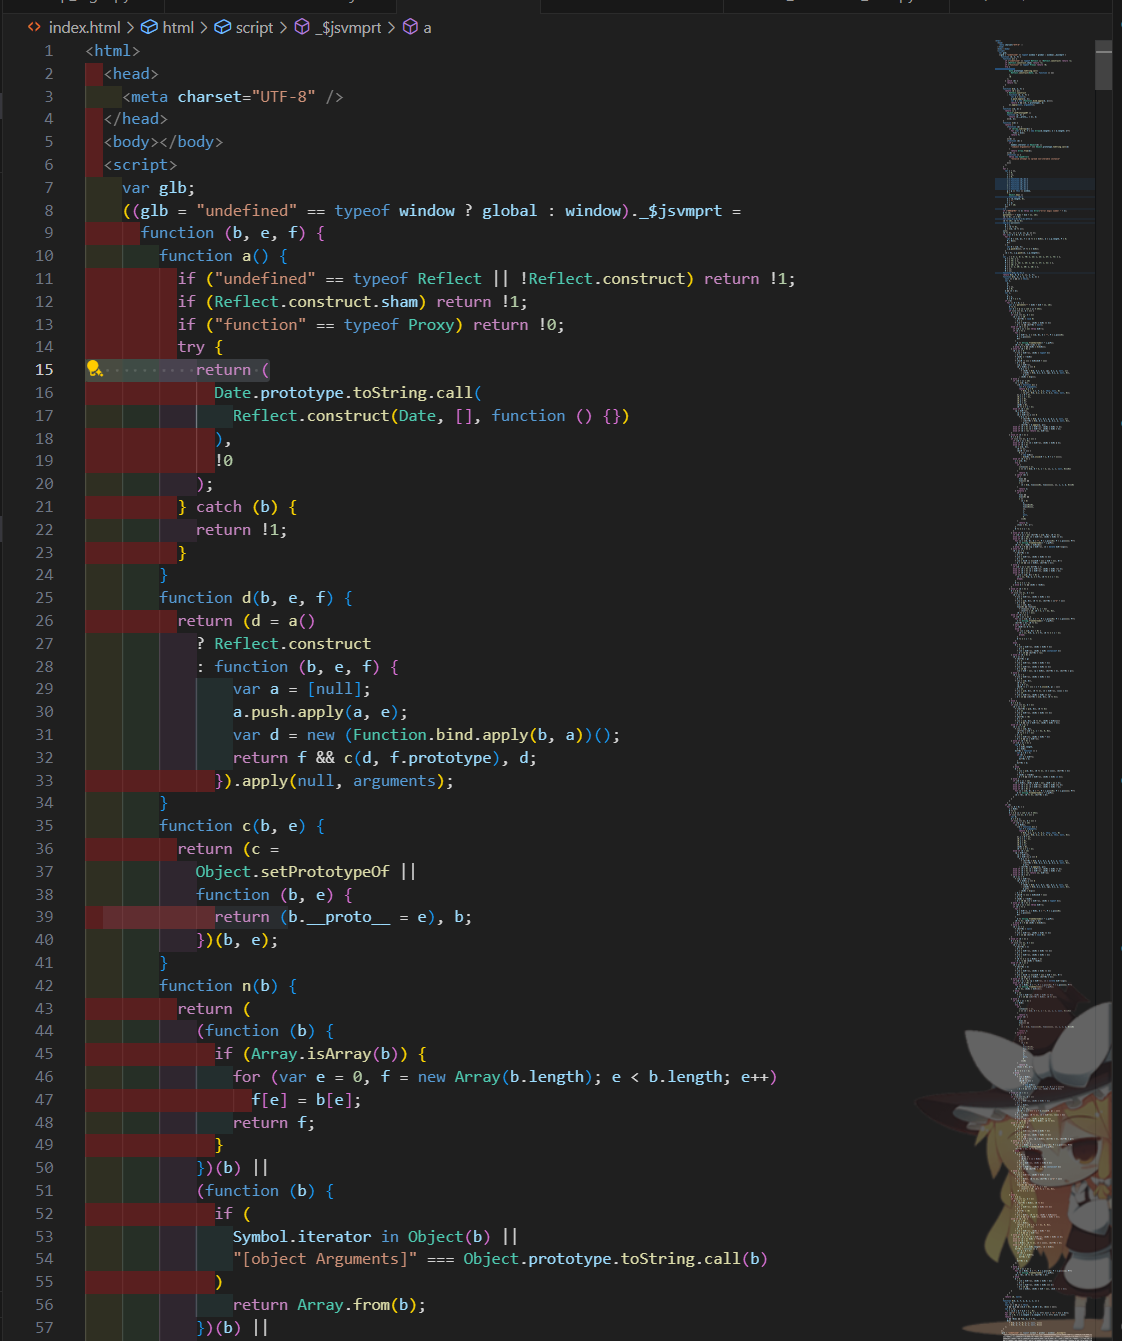 index.html > html > script > _$jsvmprt > a
1 <html>
2 <head>
3 <meta charset="UTF-8" />
4 </head>
5 <body></body>
6 <script>
7 var glb;
8 ((glb = "undefined" == typeof window ? global : window)._$jsvmprt =
9 function (b, e, f) {
10 function a() {
11 if ("undefined" == typeof Reflect || !Reflect.construct) return !1;
12 if (Reflect.construct.sham) return !1;
13 if ("function" == typeof Proxy) return !0;
14 try {
15 return (
16 Date.prototype.toString.call(
17 Reflect.construct(Date, [], function () {})
18 ),
19 !0
20 );
21 } catch (b) {
22 return !1;
23 }
24 }
25 function d(b, e, f) {
26 return (d = a()
27 ? Reflect.construct
28 : function (b, e, f) {
29 var a = [null];
30 a.push.apply(a, e);
31 var d = new (Function.bind.apply(b, a))();
32 return f && c(d, f.prototype), d;
33 }).apply(null, arguments);
34 }
35 function c(b, e) {
36 return (c =
37 Object.setPrototypeOf ||
38 function (b, e) {
39 return (b.__proto__ = e), b;
40 })(b, e);
41 }
42 function n(b) {
43 return (
44 (function (b) {
45 if (Array.isArray(b)) {
46 for (var e = 0, f = new Array(b.length); e < b.length; e++)
47 f[e] = b[e];
48 return f;
49 }
50 })(b) ||
51 (function (b) {
52 if (
53 Symbol.iterator in Object(b) ||
54 "[object Arguments]" === Object.prototype.toString.call(b)
55 )
56 return Array.from(b);
57 })(b) ||